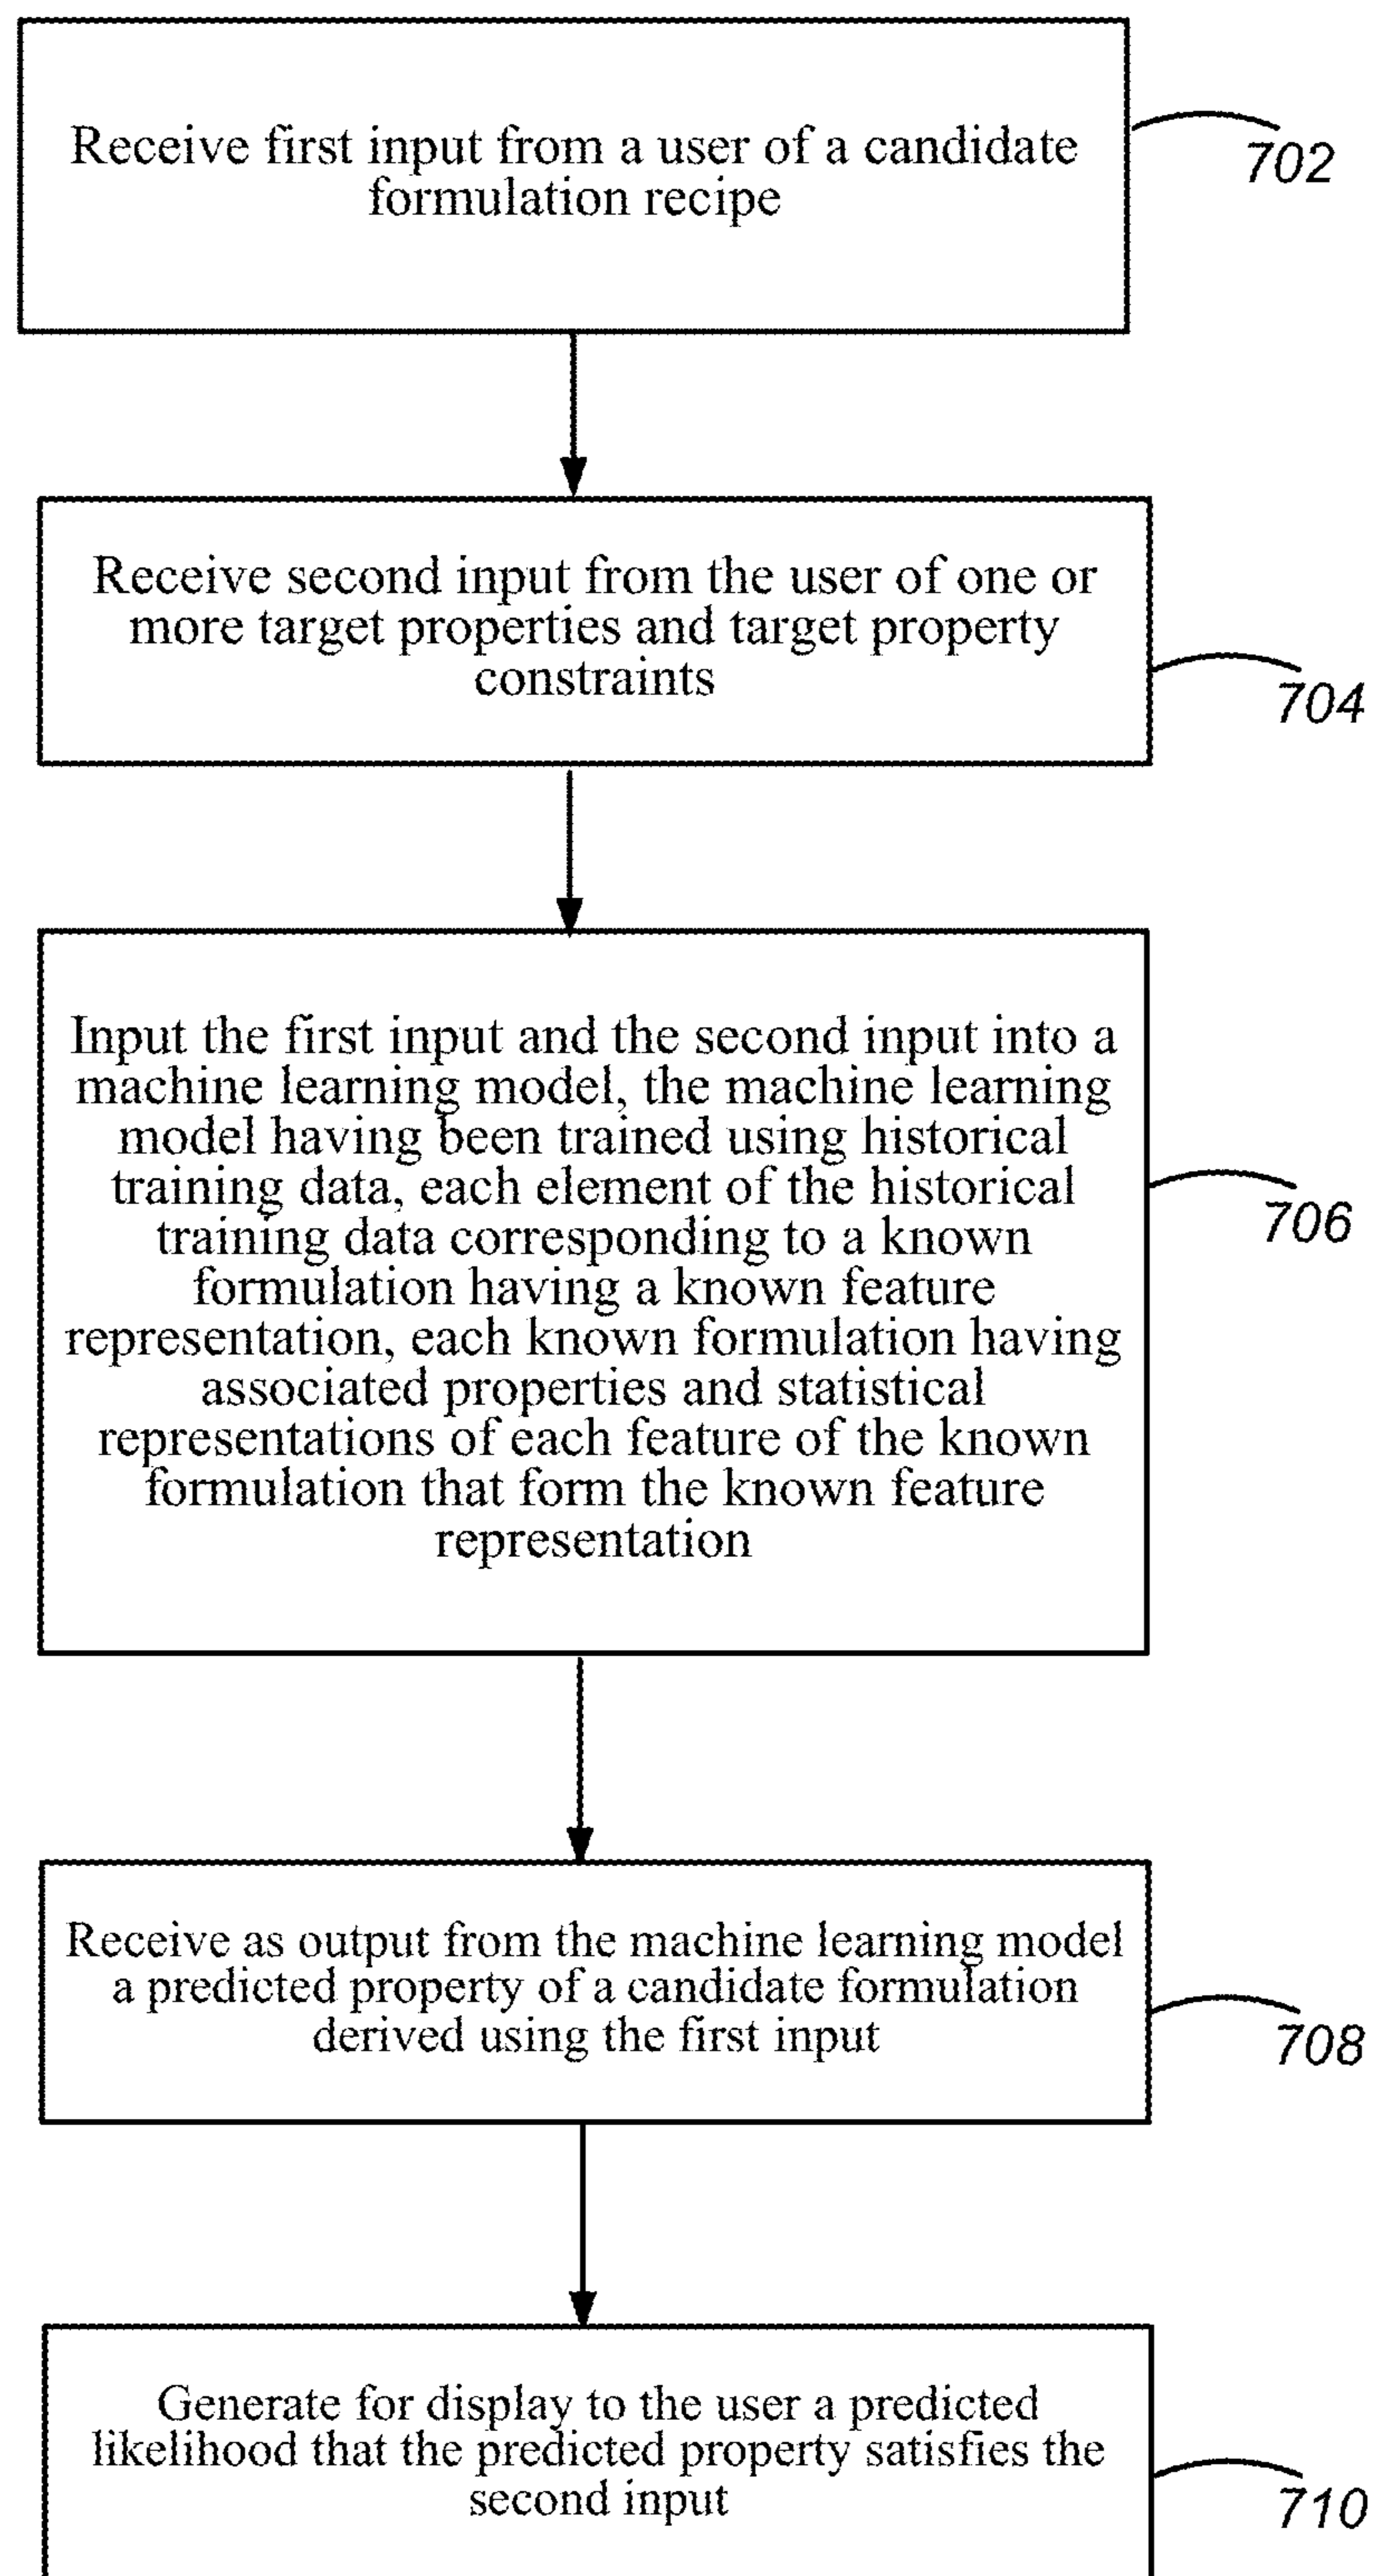 Receive first input from a user of a candidate
formulation recipe
702
Receive second input from the user of one or
more target properties and target property
constraints
704
Input the first input and the second input into a
machine learning model, the machine learning
model having been trained using historical
training data, each element of the historical
training data corresponding to a known
formulation having a known feature
representation, each known formulation having
associated properties and statistical
representations of each feature of the known
formulation that form the known feature
representation
706
Receive as output from the machine learning model
a predicted property of a candidate formulation
derived using the first input
708
Generate for display to the user a predicted
likelihood that the predicted property satisfies the
second input
710